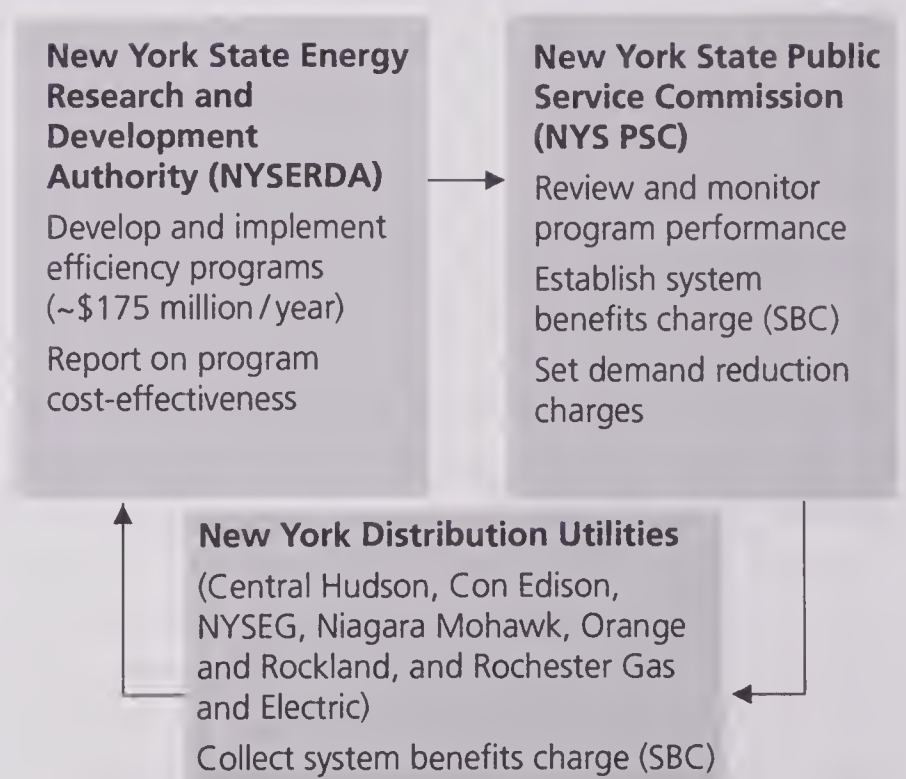 New York State Energy
Research and
Development
Authority (NYSERDA)
Develop and implement
efficiency programs
(~$175 million / year)
Report on program
cost-effectiveness
New York State Public
Service Commission
(NYS PSC)
Review and monitor
program performance
Establish system
benefits charge (SBC)
Set demand reduction
charges
New York Distribution Utilities
(Central Hudson, Con Edison,
NYSEG, Niagara Mohawk, Orange
and Rockland, and Rochester Gas
and Electric)
Collect system benefits charge (SBC)